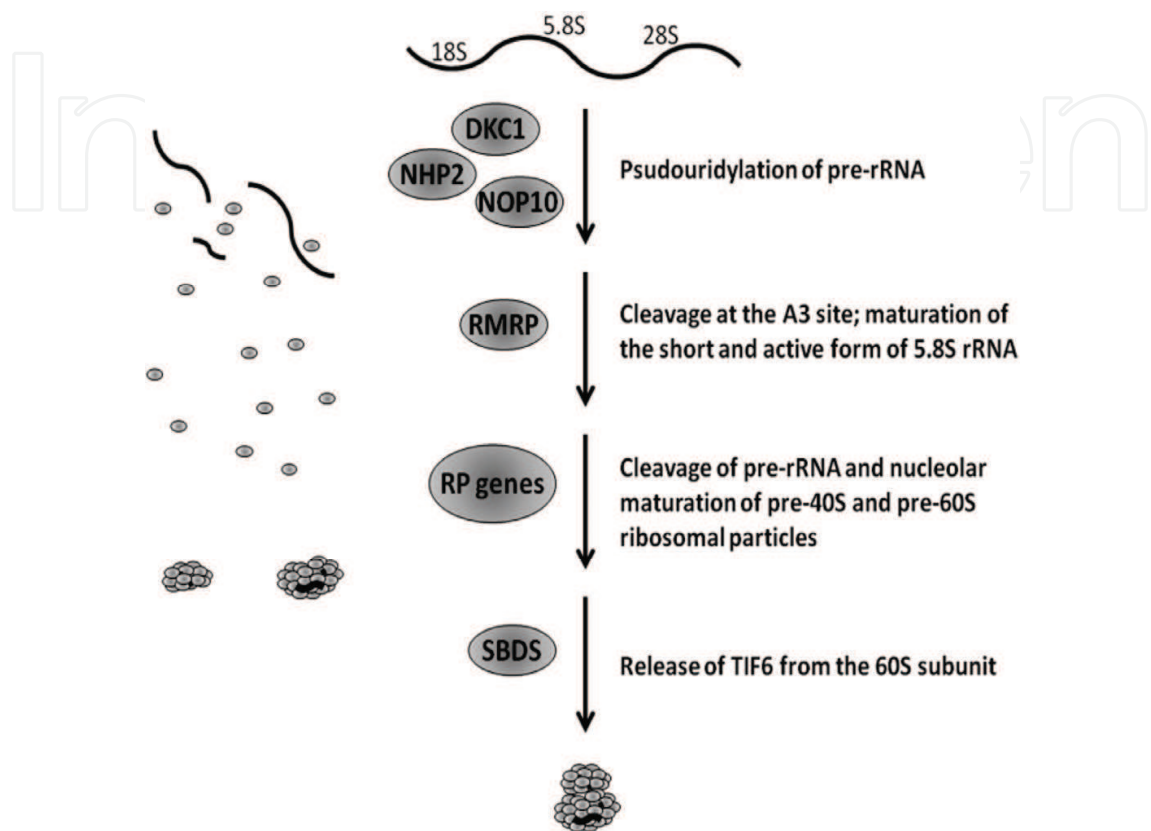 5.8S
18S
28S
DKC1
NHP2
NOP10
Psudouridylation of pre-rRNA
RMRP
Cleavage at the A3 site; maturation of
the short and active form of 5.8S rRNA
RP genes
Cleavage of pre-rRNA and nucleolar
maturation of pre-40S and pre-60S
ribosomal particles
SBDS
Release of TIF6 from the 60S subunit